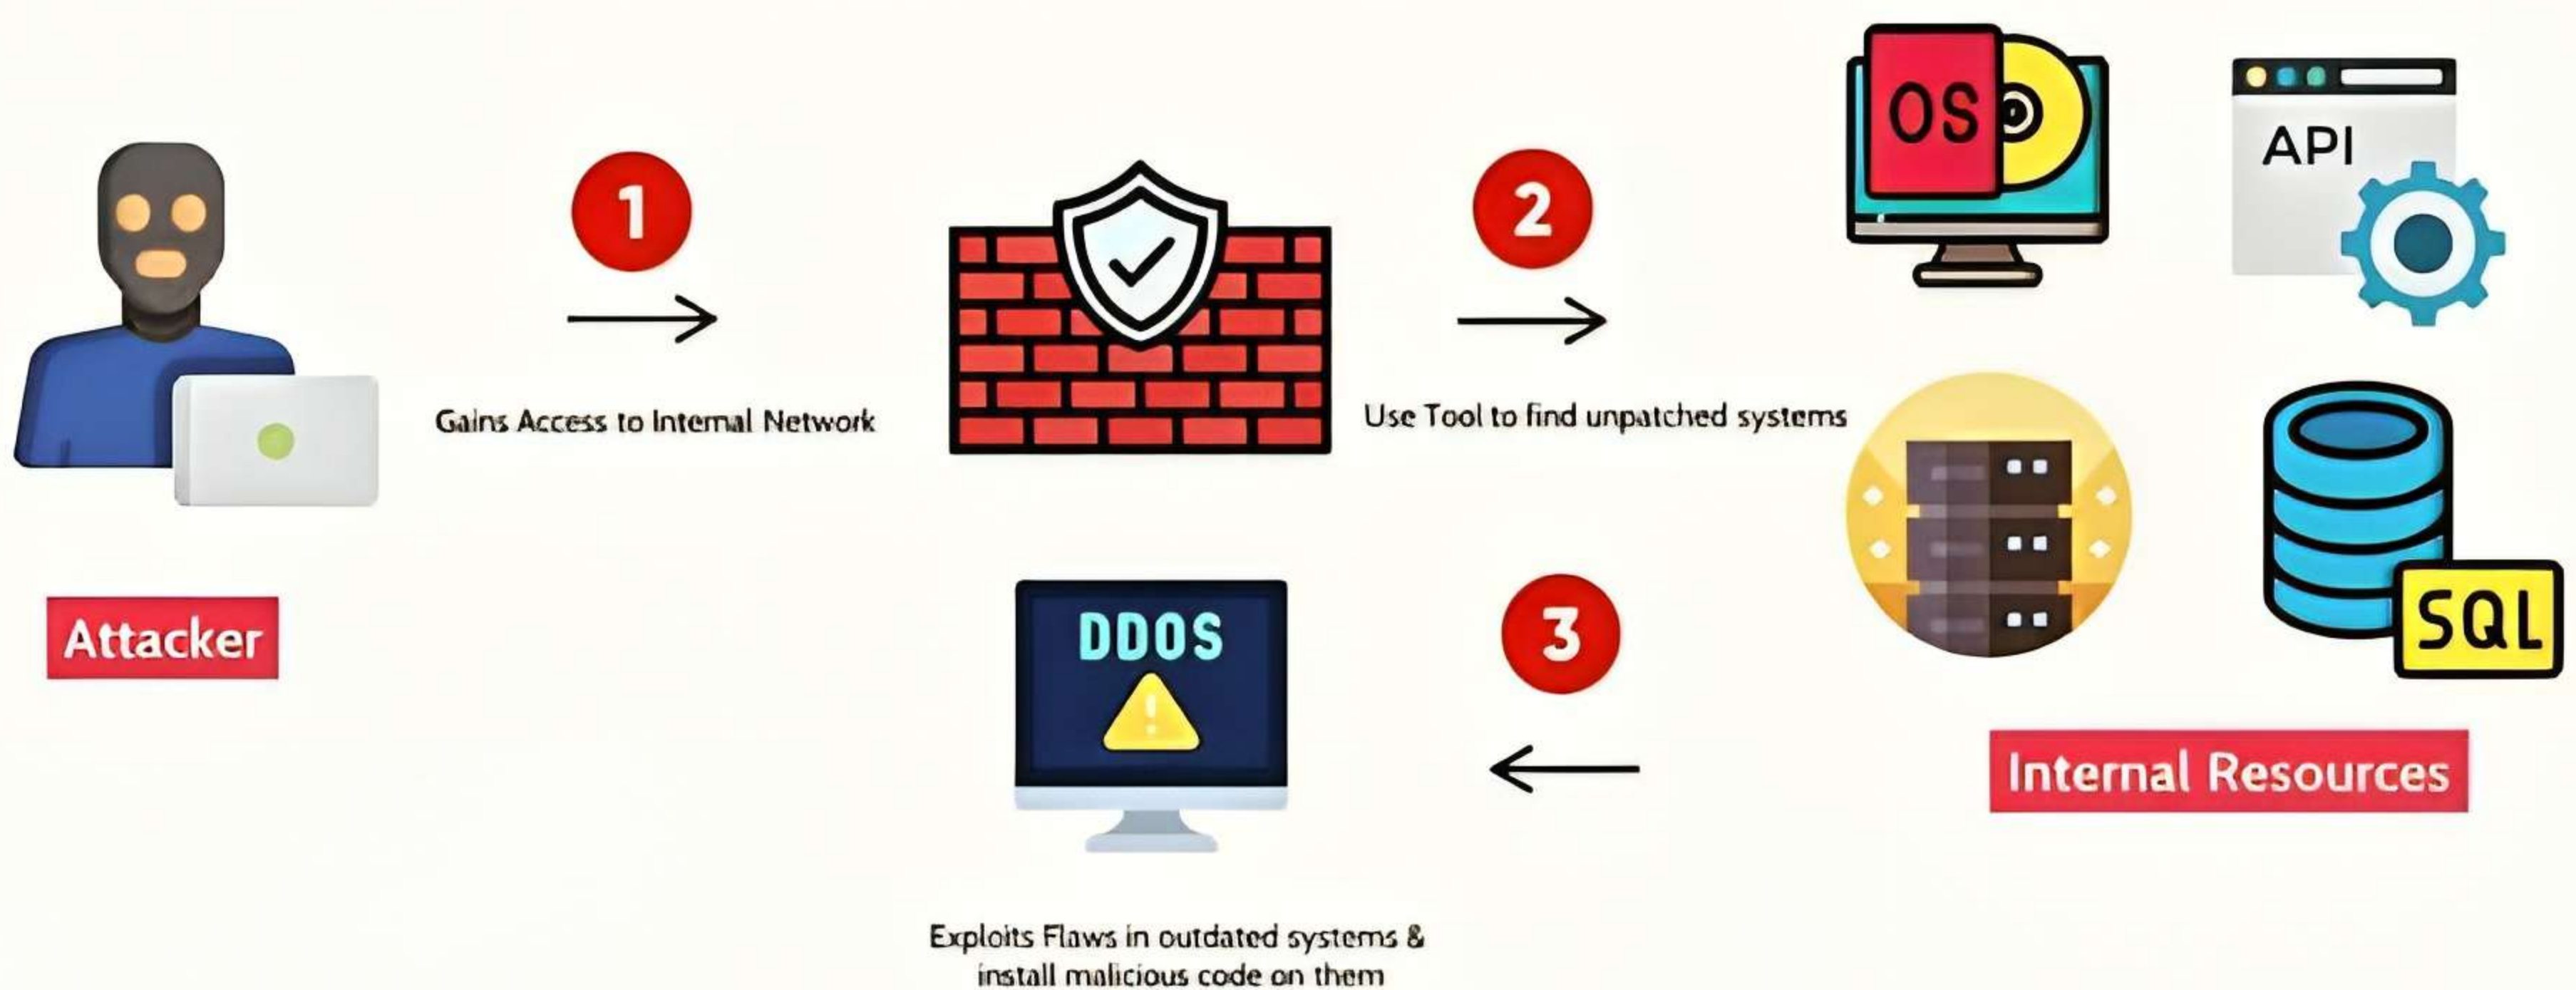 1
Gains Access to Internal Network
2
Use Tool to find unpatched systems
OS
API
SQL
Attacker
DDOS
3
Internal Resources
Exploits Flaws in outdated systems &
install malicious code on them